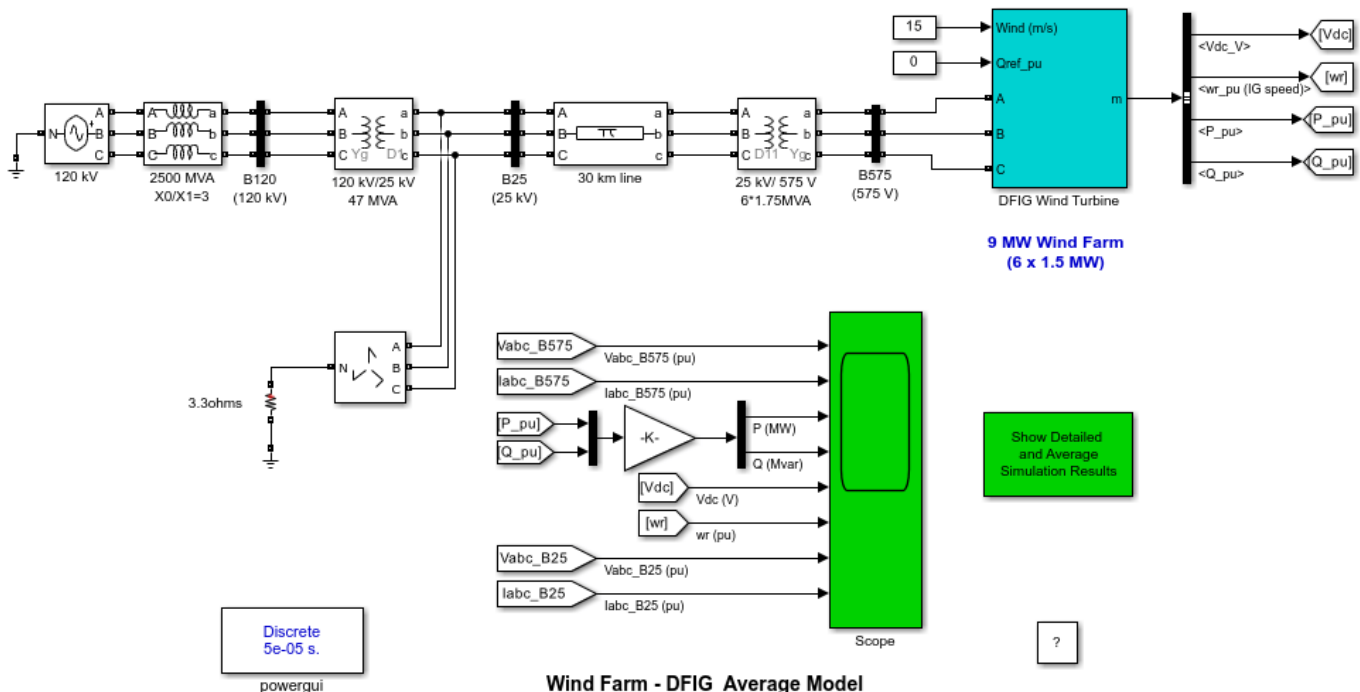 15
Wind (m/s)
0
Qref_pu
A
B
C
m
DFIG Wind Turbine
<Vdc_V>
[Vdc]
<wr_pu (IG speed)>
[wr]
<P_pu>
[P_pu]
<Q_pu>
[Q_pu]
N
A
B
C
120 kV
A
B
C
a
b
c
2500 MVA
X0/X1=3
B120
(120 kV)
A
B
C
a
b
c
Yg
D1
120 kV/25 kV
47 MVA
B25
(25 kV)
A
B
C
a
b
c
30 km line
A
B
C
a
b
c
D11
Yg
25 kV/ 575 V
6*1.75MVA
B575
(575 V)
9 MW Wind Farm
(6 x 1.5 MW)
N
A
B
C
3.3ohms
Vabc_B575
Vabc_B575 (pu)
Iabc_B575
Iabc_B575 (pu)
[P_pu]
[Q_pu]
-K-
P (MW)
Q (Mvar)
[Vdc]
Vdc (V)
[wr]
wr (pu)
Vabc_B25
Vabc_B25 (pu)
Iabc_B25
Iabc_B25 (pu)
Scope
Show Detailed
and Average
Simulation Results
Discrete
5e-05 s.
powergui
?
Wind Farm - DFIG Average Model